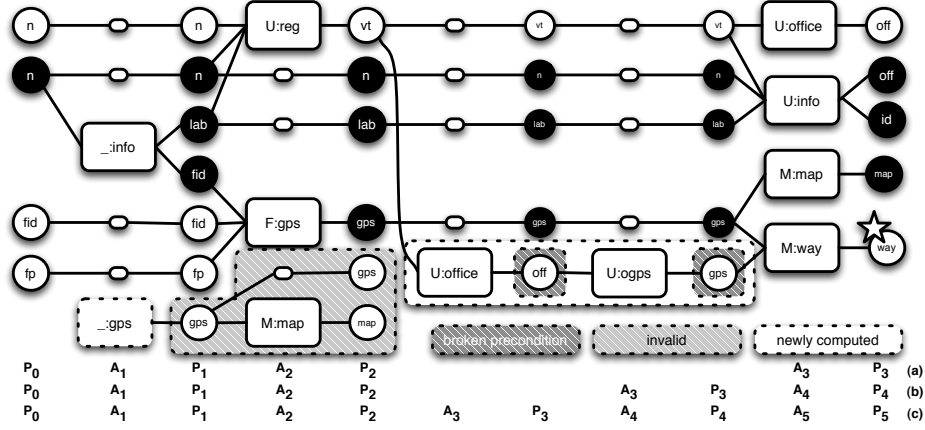 n n U:reg vt vt vt U:office off
n n n n n off
U:info
lab lab lab lab id
_:info
fid M:map map
fid fid F:gps gps gps gps
M:way way
fp fp gps U:office off U:ogps gps
_:gps gps M:map map
broken precondition invalid newly computed
P0 A1 P1 A2 P2 A3 P3 (a)
P0 A1 P1 A2 P2 A3 P3 A4 P4 (b)
P0 A1 P1 A2 P2 A3 P3 A4 P4 A5 P5 (c)